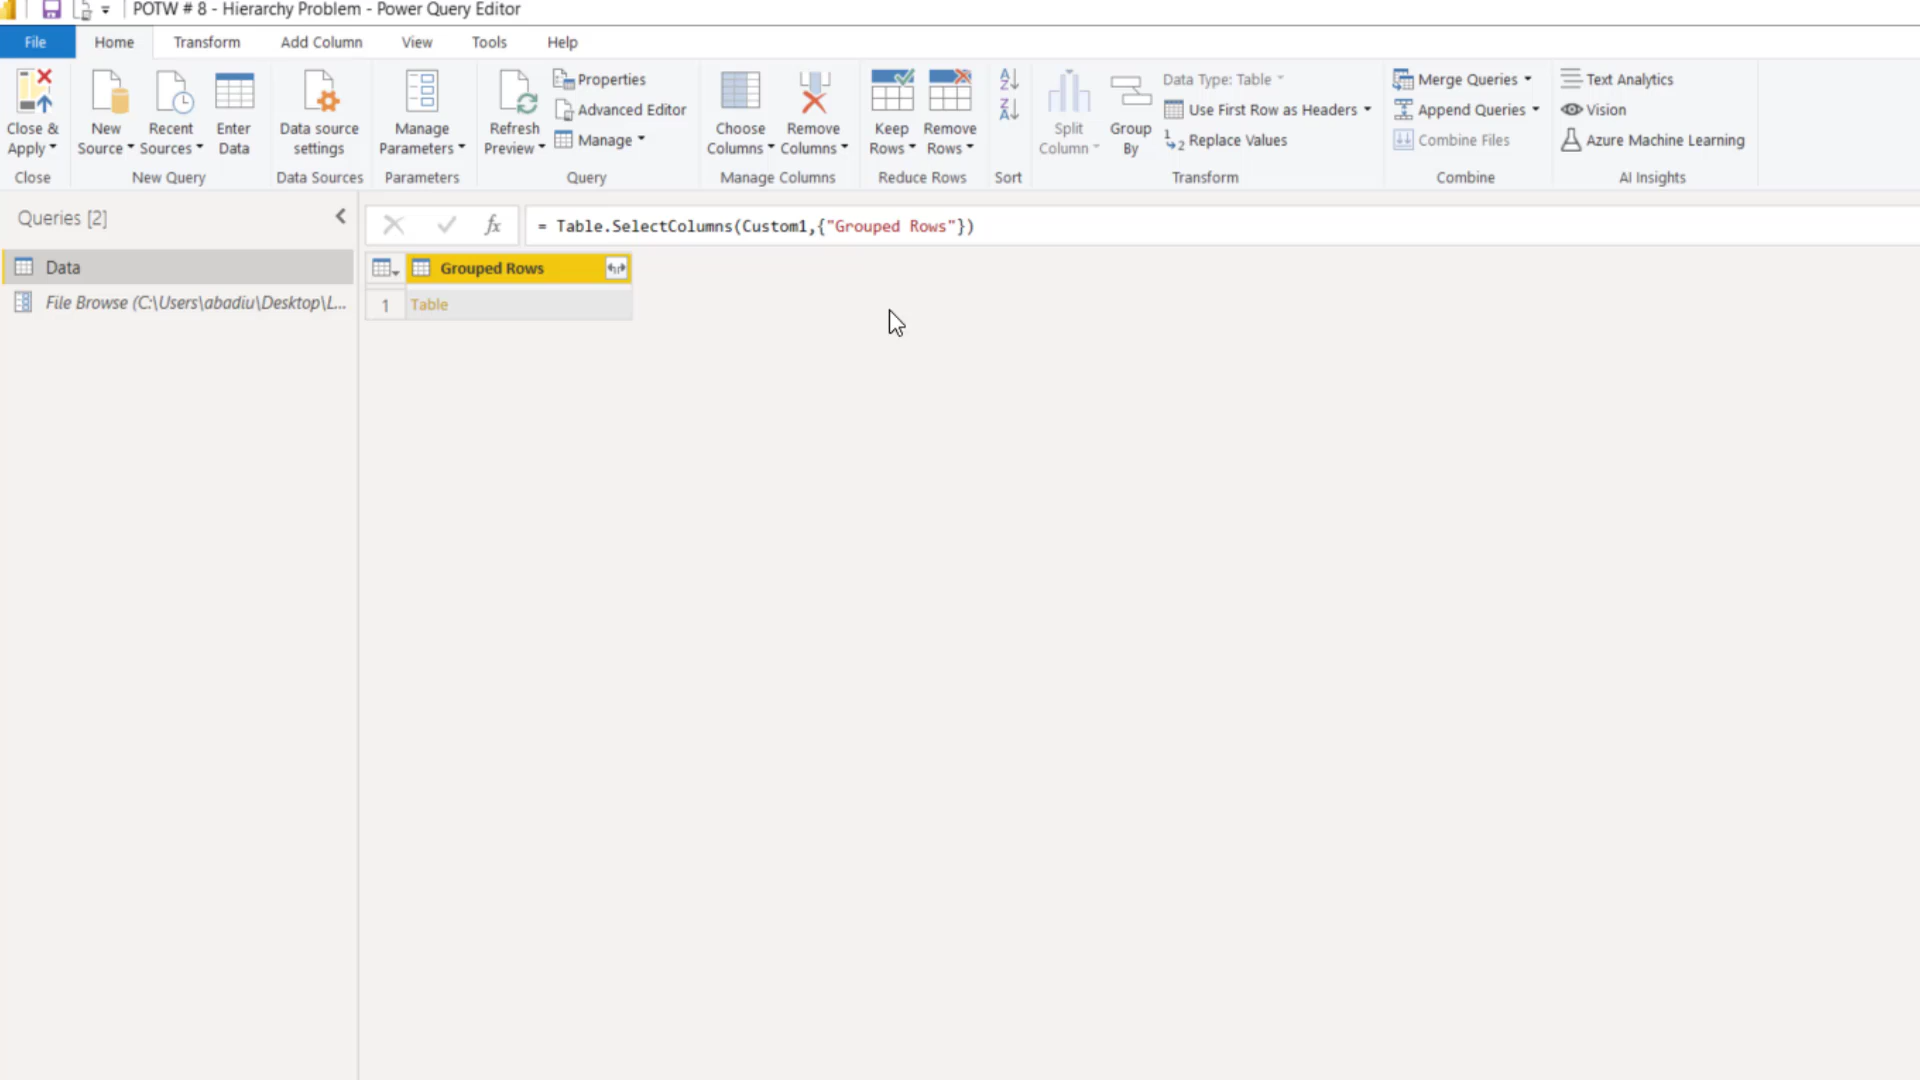 POTW # 8 - Hierarchy Problem - Power Query Editor
File Home Transform Add Column View Tools Help
Close & Apply
Close
New Source
Recent Sources
Enter Data
New Query
Data source settings
Data Sources
Manage Parameters
Parameters
Refresh Preview
Properties
Advanced Editor
Manage
Query
Choose Columns
Remove Columns
Manage Columns
Keep Rows
Remove Rows
Reduce Rows
Sort
Split Column
Group By
Data Type: Table
Use First Row as Headers
Replace Values
Transform
Merge Queries
Append Queries
Combine Files
Combine
Text Analytics
Vision
Azure Machine Learning
AI Insights
Queries [2]
Data
File Browse (C:\Users\abadiu\Desktop\L...
fx = Table.SelectColumns(Custom1,{"Grouped Rows"})
Grouped Rows
1 Table